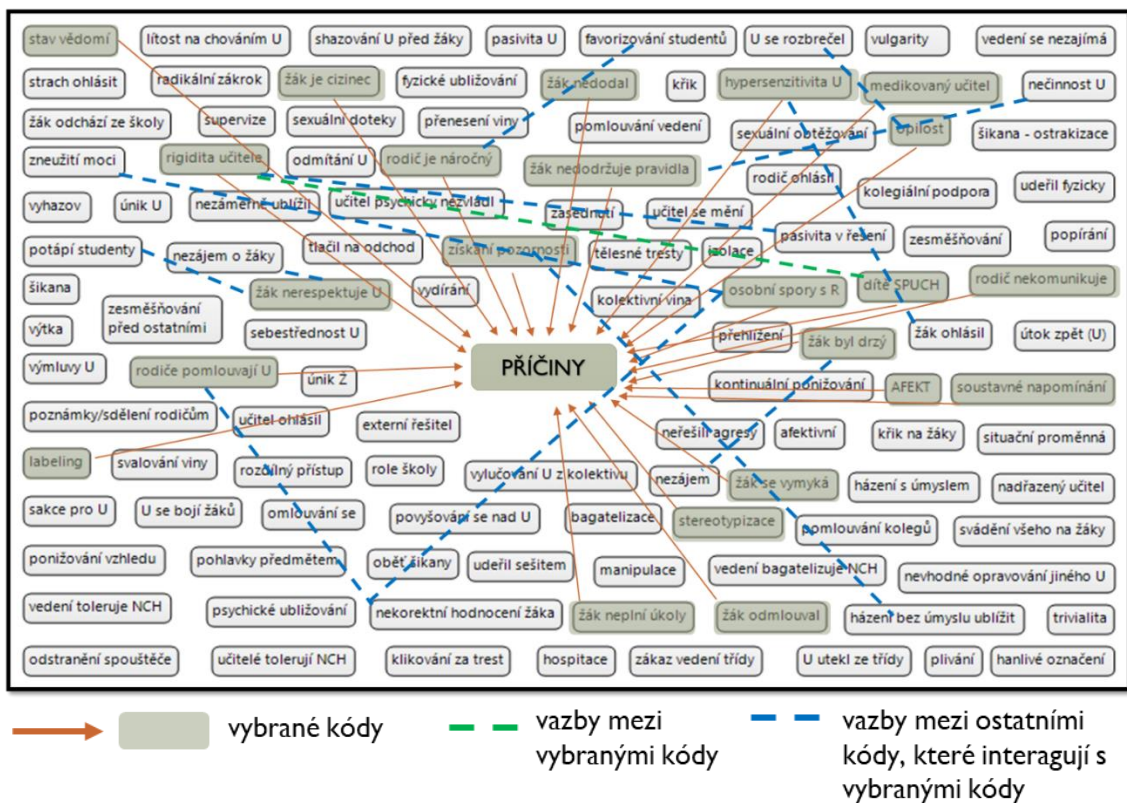 stav vědomí
lítost na chováním U
shazování U před žáky
pasivita U
favorizování studentů
U se rozbrečel
vulgarity
vedení se nezajímá
strach ohlásit
radikální zákrok
žák je cizinec
fyzické ubližování
žák nedodal
křik
hypersenzitivita U
medikovaný učitel
nečinnost U
žák odchází ze školy
supervize
sexuální doteky
přenesení viny
pomlouvání vedení
sexuální obtěžování
opilost
šikana - ostrakizace
zneužití moci
rigidita učitele
odmítání U
rodič je náročný
žák nedodržuje pravidla
rodič ohlásil
kolegiální podpora
udeřil fyzicky
vyhazov
únik U
nezáměrně ublížil
učitel psychicky nezvládl
zasednutí
učitel se mění
pasivita v řešení
zesměšňování
popírání
potápí studenty
nezájem o žáky
tlačil na odchod
získání pozornosti
tělesné tresty
izolace
šikana
žák nerespektuje U
vydírání
kolektivní vina
osobní spory s R
dítě SPUCH
rodič nekomunikuje
výtka
zesměšňování
před ostatními
sebestřednost U
přehlížení
žák byl drzý
žák ohlásil
útok zpět (U)
výmluvy U
rodiče pomlouvají U
únik Ž
PŘÍČINY
kontinuální ponižování
AFEKT
soustavné napomínání
poznámky/sdělení rodičům
učitel ohlásil
externí řešitel
neřešili agresy
afektivní
křik na žáky
situační proměnná
labeling
svalování viny
rozdílný přístup
role školy
vylučování U z kolektivu
nezájem
žák se vymyká
házení s úmyslem
nadřazený učitel
sakce pro U
U se bojí žáků
omlouvání se
povyšování se nad U
bagatelizace
stereotypizace
pomlouvání kolegů
svádění všeho na žáky
ponižování vzhledu
pohlavky předmětem
oběť šikany
udeřil sešitem
manipulace
vedení bagatelizuje NCH
nevhodné opravování jiného U
vedení toleruje NCH
psychické ubližování
nekorektní hodnocení žáka
žák neplní úkoly
žák odmlouval
házení bez úmyslu ublížit
trivialita
odstranění spouštěče
učitelé tolerují NCH
klikování za trest
hospitace
zákaz vedení třídy
U utekl ze třídy
plivání
hanlivé označení
vybrané kódy
vazby mezi
vybranými kódy
vazby mezi ostatními
kódy, které interagují s
vybranými kódy